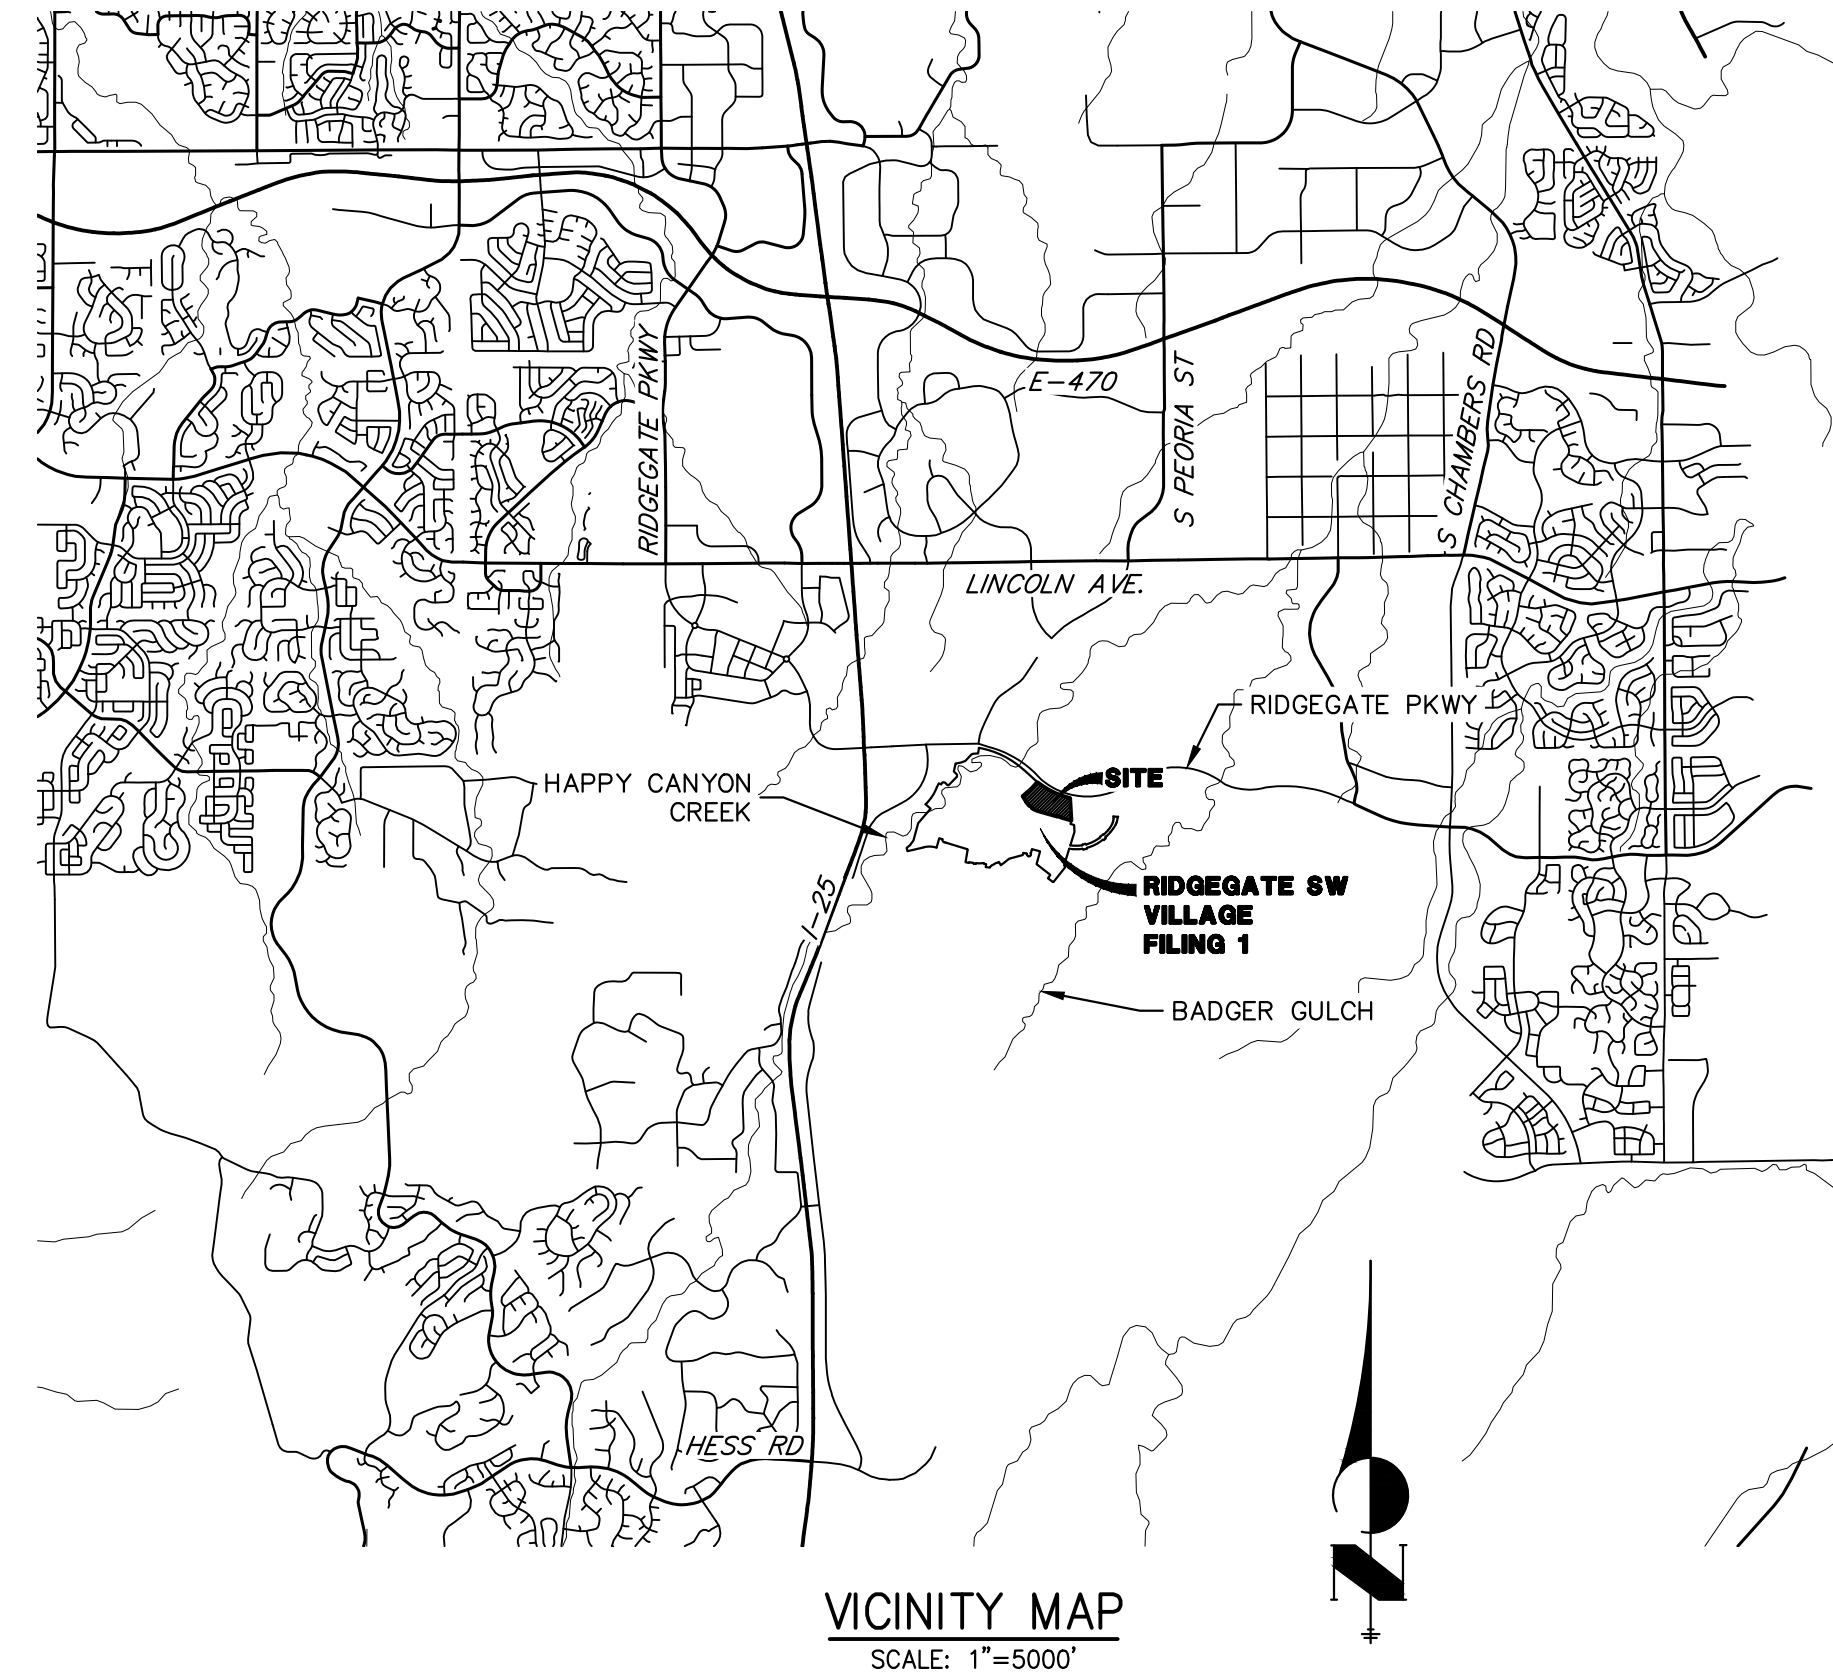 RIDGEGATE PKWY
E-470
S PEORIA ST
S CHAMBERS RD
LINCOLN AVE.
RIDGEGATE PKWY
HAPPY CANYON
CREEK
SITE
I-25
RIDGEGATE SW
VILLAGE
FILING 1
BADGER GULCH
HESS RD
N
VICINITY MAP
SCALE: 1"=5000'